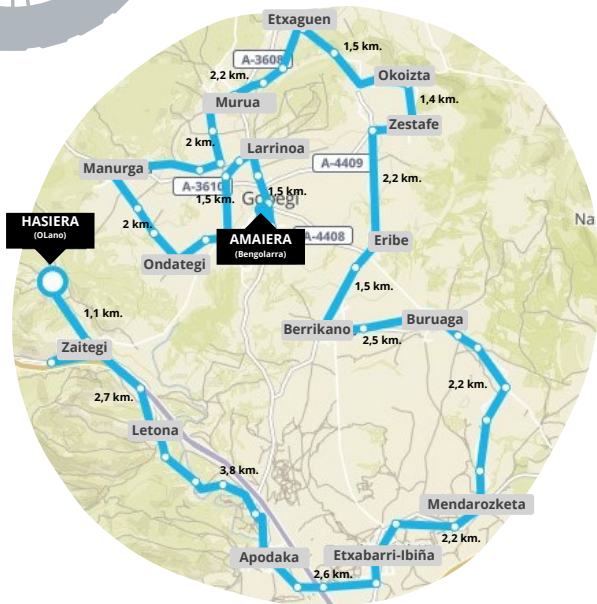 Etxaguen
1,5 km.
A-3608
2,2 km.
Okoizta
1,4 km.
Murua
Zestafe
2 km.
Larrinoa
A-4409
Manurga
2,2 km.
A-3610
1,5 km.
1,5 km.
Gopegi
HASIERA
(OLano)
2 km.
AMAIERA
(Bengolarra)
A-4408
Eribe
Na
Ondategi
1,5 km.
1,1 km.
Berrikano
Buruaga
2,5 km.
Zaitegi
2,7 km.
2,2 km.
Letona
3,8 km.
Mendarozketa
2,2 km.
Apodaka
Etxabarri-Ibiña
2,6 km.